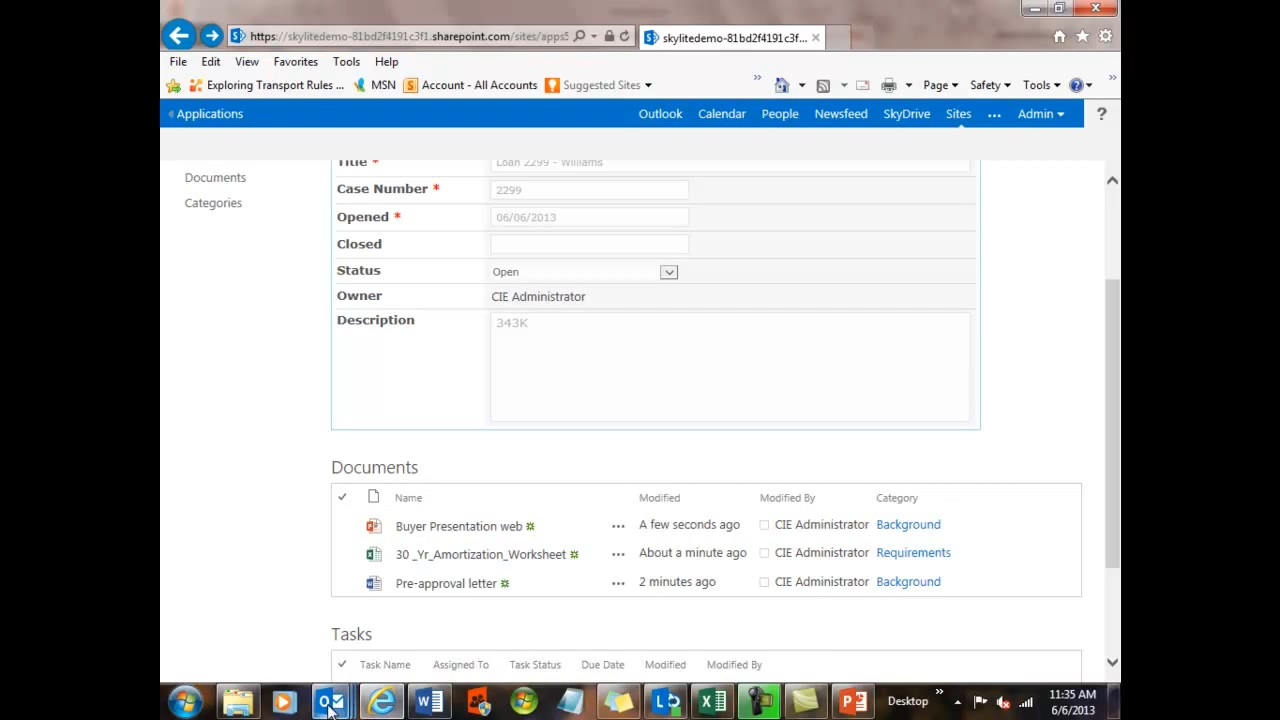 https://skylitedemo-81bd2f4191c3f1.sharepoint.com/sites/apps5
skylitedemo-81bd2f4191c3f...
File Edit View Favorites Tools Help
Exploring Transport Rules ... MSN Account - All Accounts Suggested Sites Page Safety Tools
Applications Outlook Calendar People Newsfeed SkyDrive Sites ... Admin ?
Title * Loan 2299 - Williams
Documents
Case Number * 2299
Categories
Opened * 06/06/2013
Closed
Status Open
Owner CIE Administrator
Description 343K
Documents
Name Modified Modified By Category
Buyer Presentation web ... A few seconds ago CIE Administrator Background
30 _Yr_Amortization_Worksheet ... About a minute ago CIE Administrator Requirements
Pre-approval letter ... 2 minutes ago CIE Administrator Background
Tasks
Task Name Assigned To Task Status Due Date Modified Modified By
Desktop 11:35 AM
6/6/2013